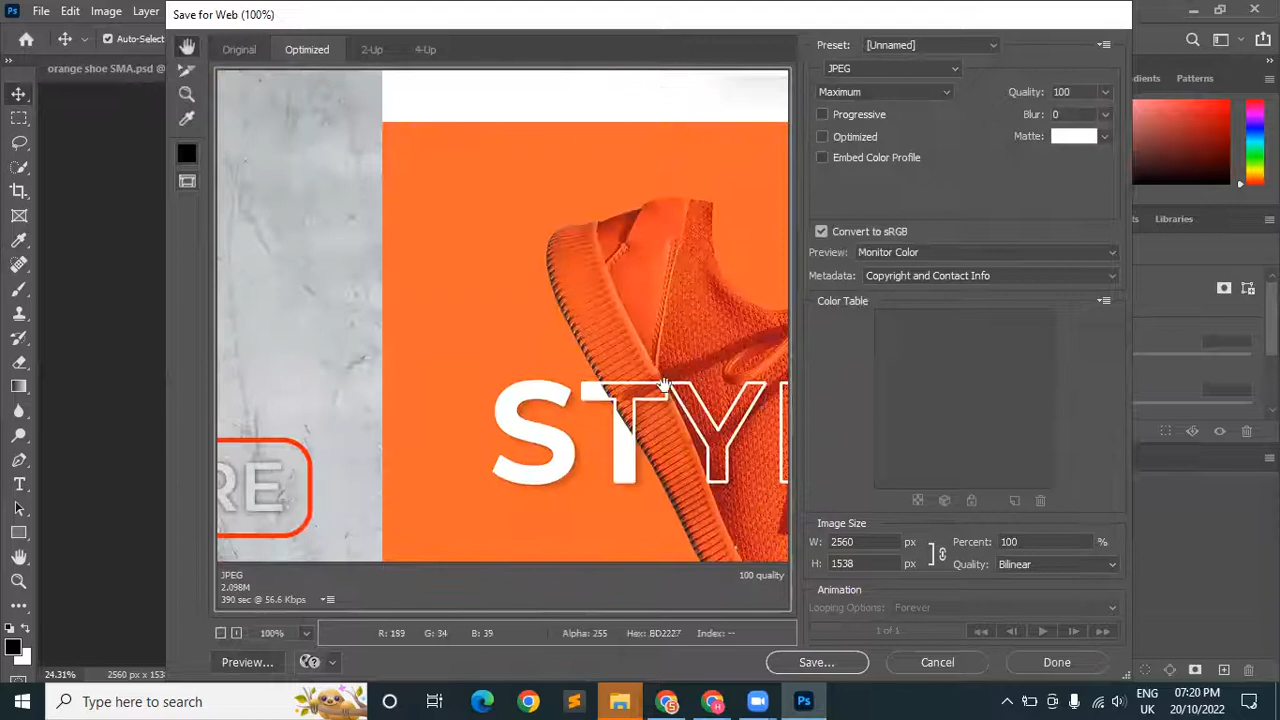 Ps File Edit Image Layer
Save for Web (100%)
Auto-Select
orange shoe SMA.psd @
Original Optimized 2-Up 4-Up
Preset: [Unnamed]
JPEG
Maximum Quality: 100
Progressive Blur: 0
Optimized Matte:
Embed Color Profile
Convert to sRGB
Preview: Monitor Color
Metadata: Copyright and Contact Info
Color Table
Patterns
Libraries
RE
STY
Image Size
W: 2560 px Percent: 100 %
H: 1538 px Quality: Bilinear
Animation
Looping Options: Forever
1 of 1
JPEG 100 quality
2.098M
390 sec @ 56.6 Kbps
100% R: 189 G: 34 B: 39 Alpha: 255 Hex: BD2227 Index: --
Preview... Save... Cancel Done
24.31% 2560 px x 153
Type here to search
Ps
ENG 07:20 PM
UK 20/10/2022